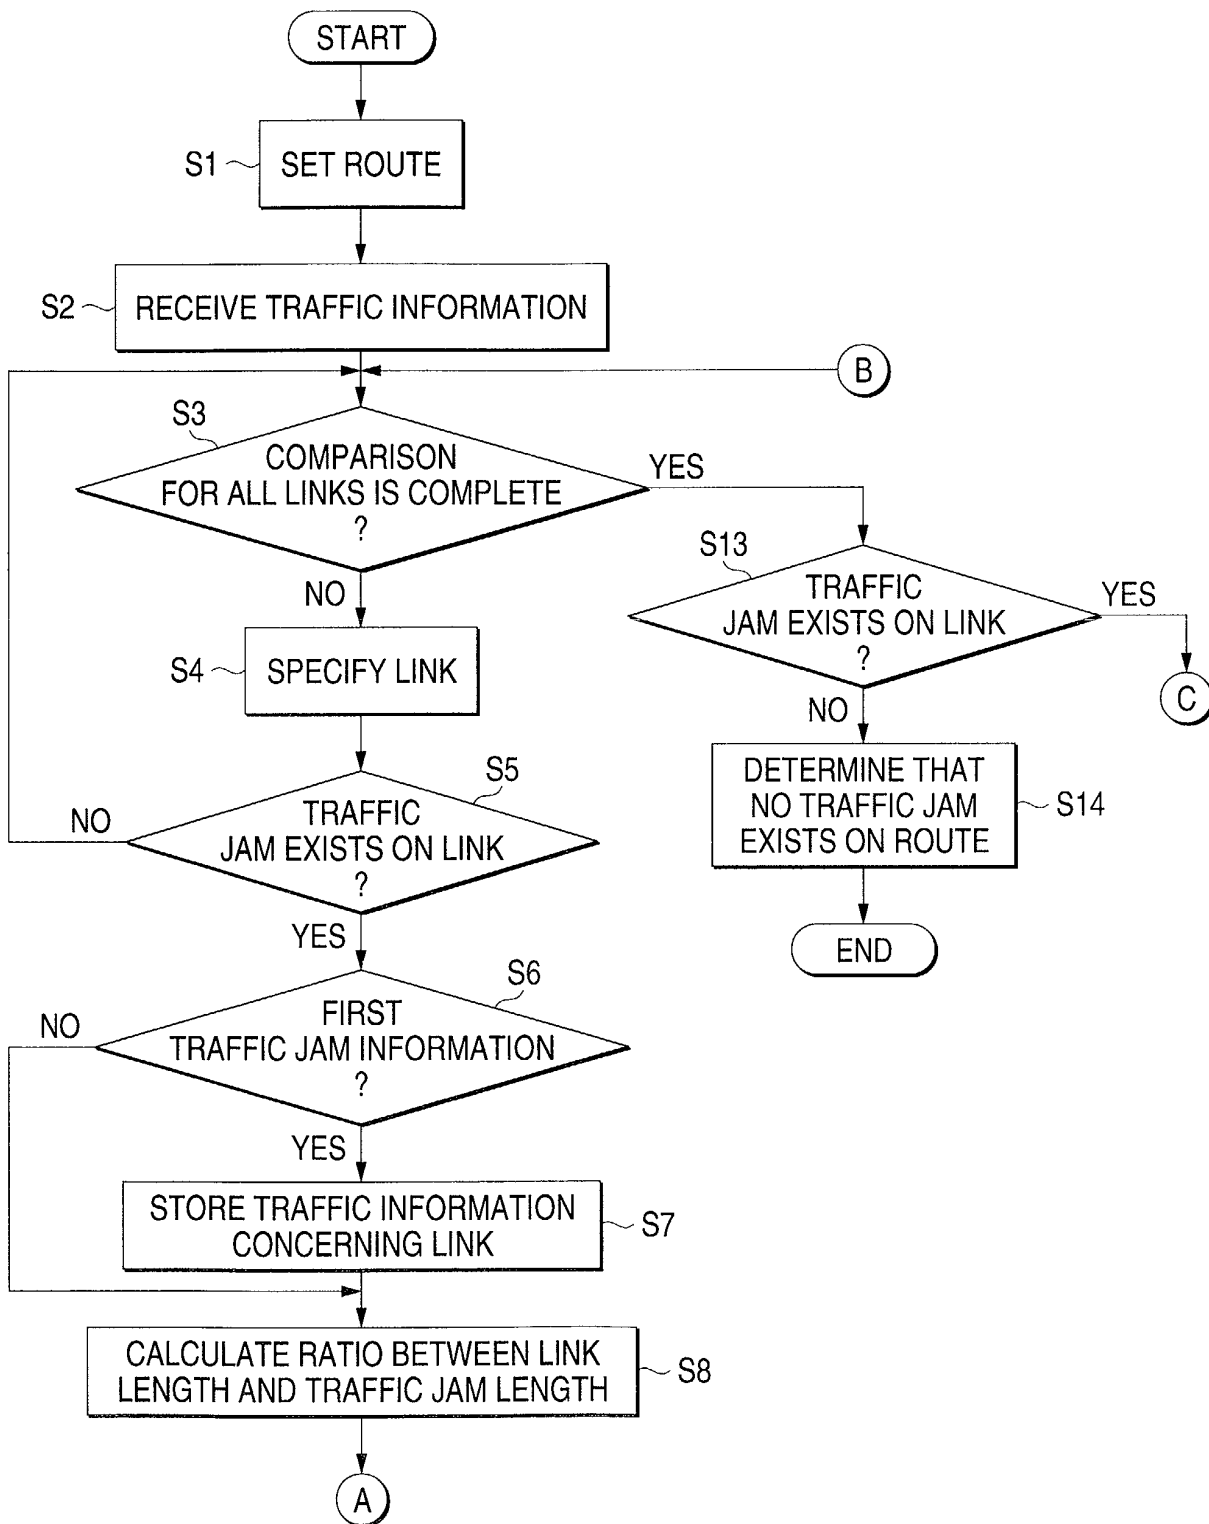 START
S1
SET ROUTE
S2
RECEIVE TRAFFIC INFORMATION
B
S3
COMPARISON
FOR ALL LINKS IS COMPLETE
?
YES
NO
S13
TRAFFIC
JAM EXISTS ON LINK
?
YES
C
NO
S4
SPECIFY LINK
DETERMINE THAT
NO TRAFFIC JAM
EXISTS ON ROUTE
S14
END
S5
TRAFFIC
JAM EXISTS ON LINK
?
NO
YES
S6
FIRST
TRAFFIC JAM INFORMATION
?
NO
YES
STORE TRAFFIC INFORMATION
CONCERNING LINK
S7
CALCULATE RATIO BETWEEN LINK
LENGTH AND TRAFFIC JAM LENGTH
S8
A